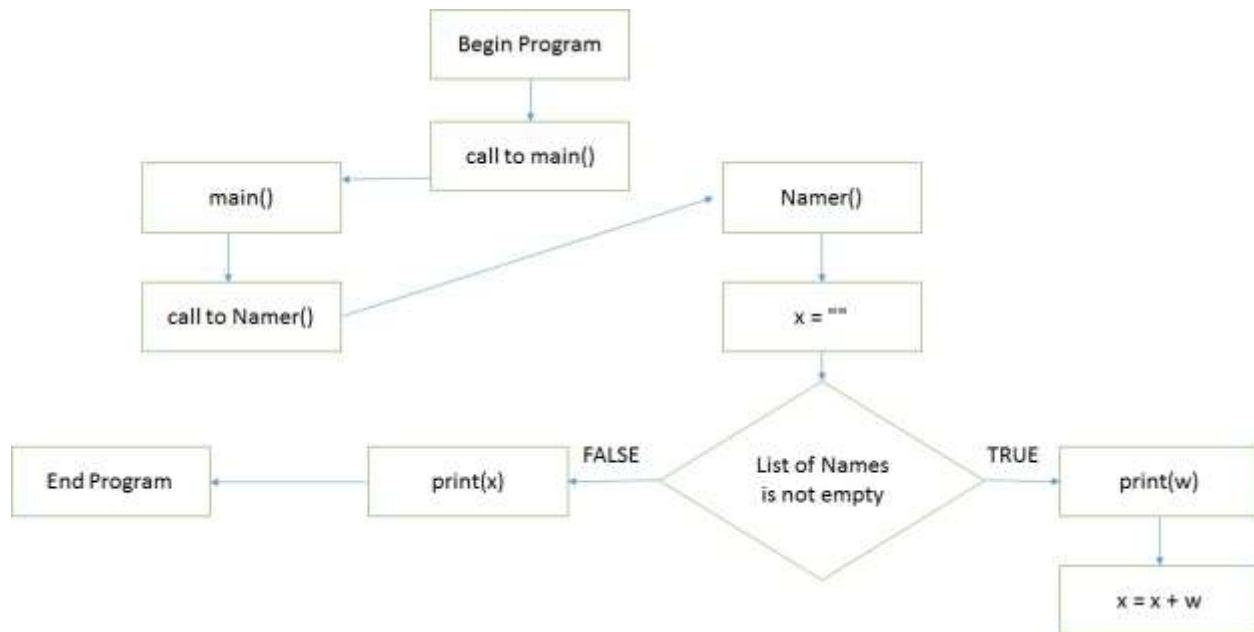 Begin Program
call to main()
main()
Namer()
call to Namer()
x = ""
FALSE
TRUE
End Program
print(x)
List of Names
is not empty
print(w)
x = x + w